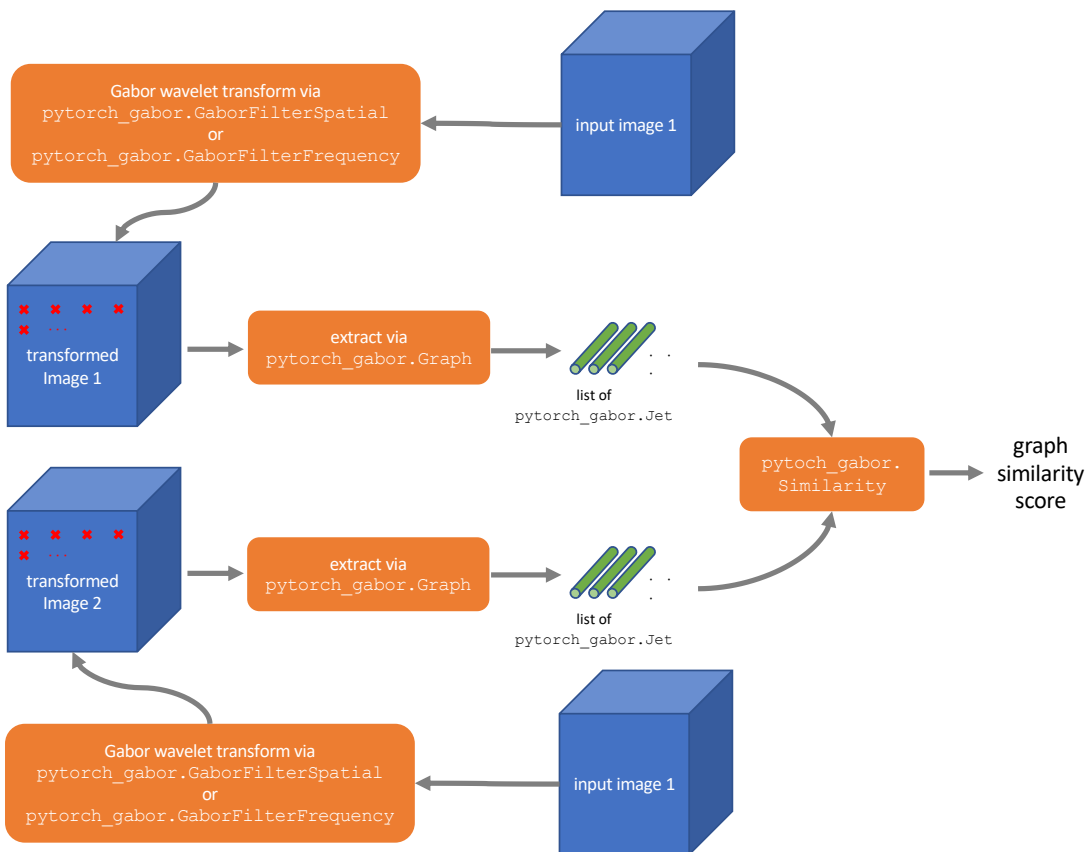 Gabor wavelet transform via
pytorch_gabor.GaborFilterSpatial
or
pytorch_gabor.GaborFilterFrequency
input image 1
...
transformed
Image 1
extract via
pytorch_gabor.Graph
. . .
list of
pytorch_gabor.Jet
pytoch_gabor.
Similarity
graph
similarity
score
...
transformed
Image 2
extract via
pytorch_gabor.Graph
. . .
list of
pytorch_gabor.Jet
Gabor wavelet transform via
pytorch_gabor.GaborFilterSpatial
or
pytorch_gabor.GaborFilterFrequency
input image 1